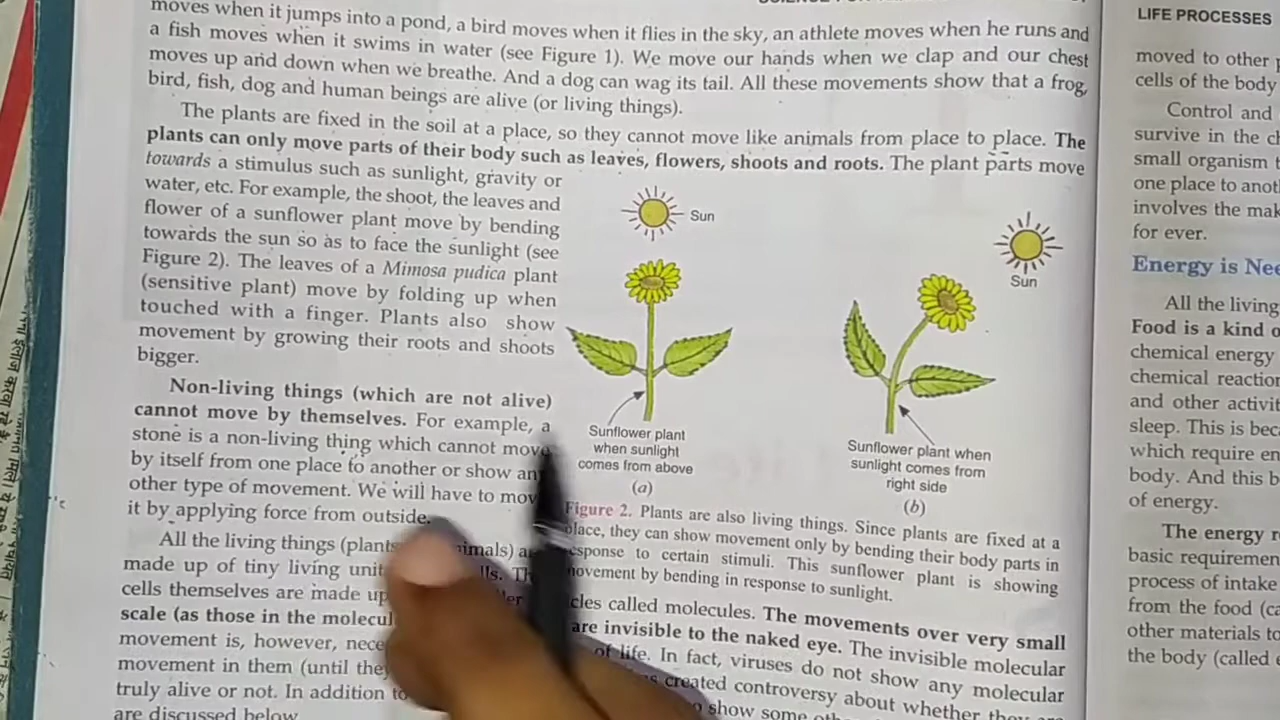 moves when it jumps into a pond, a bird moves when it flies in the sky, an athlete moves when he runs and
a fish moves when it swims in water (see Figure 1). We move our hands when we clap and our chest
moves up and down when we breathe. And a dog can wag its tail. All these movements show that a frog,
bird, fish, dog and human beings are alive (or living things).
The plants are fixed in the soil at a place, so they cannot move like animals from place to place. The
plants can only move parts of their body such as leaves, flowers, shoots and roots. The plant parts move
towards a stimulus such as sunlight, gravity or
water, etc. For example, the shoot, the leaves and
flower of a sunflower plant move by bending
towards the sun so as to face the sunlight (see
Figure 2). The leaves of a Mimosa pudica plant
(sensitive plant) move by folding up when
touched with a finger. Plants also show
movement by growing their roots and shoots
bigger.
Non-living things (which are not alive)
cannot move by themselves. For example, a
stone is a non-living thing which cannot move
by itself from one place to another or show any
other type of movement. We will have to
it by applying force from outside.
Sun
Sunflower plant
when sunlight
comes from above
(a)
Sun
Sunflower plant when
sunlight comes from
right side
(b)
Figure 2. Plants are also living things. Since plants are fixed at a
place, they can show movement only by bending their body parts in
response to certain stimuli. This sunflower plant is showing
movement by bending in response to sunlight.
All the living things (plants
made up of tiny living
cells themselves are made up called molecules. The movements over very small
scale (as those in the are invisible to the naked eye. The invisible molecular
movement is, however, of life. In fact, viruses do not show any molecular
movement in them (until they created controversy about whether they
truly alive or not. In addition to show some
are discussed below
LIFE PROCESSES
moved to other
cells of the body
Control and
survive in the
small organism
one place to
involves the
for ever.
Energy is
All the living
Food is a kind
chemical energy
chemical
and other
sleep. This is
which require
body. And this
of energy.
The energy
basic
process of intake
from the food
other materials to
the body (called